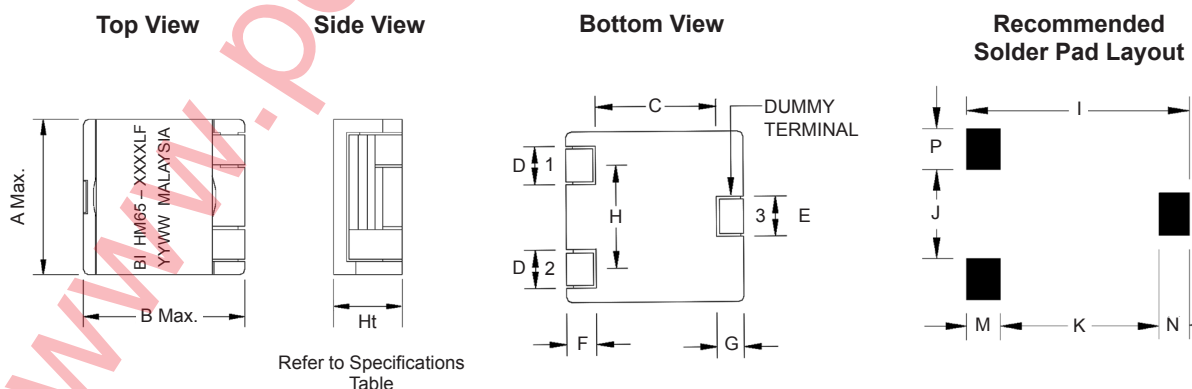 Top View
Side View
Bottom View
Recommended
Solder Pad Layout
A Max.
BI HM65 – XXXXLF
YYWW MALAYSIA
B Max.
Ht
Refer to Specifications
Table
C
DUMMY
TERMINAL
D 1
H
3 E
D 2
F
G
I
P
J
M
K
N
www.p